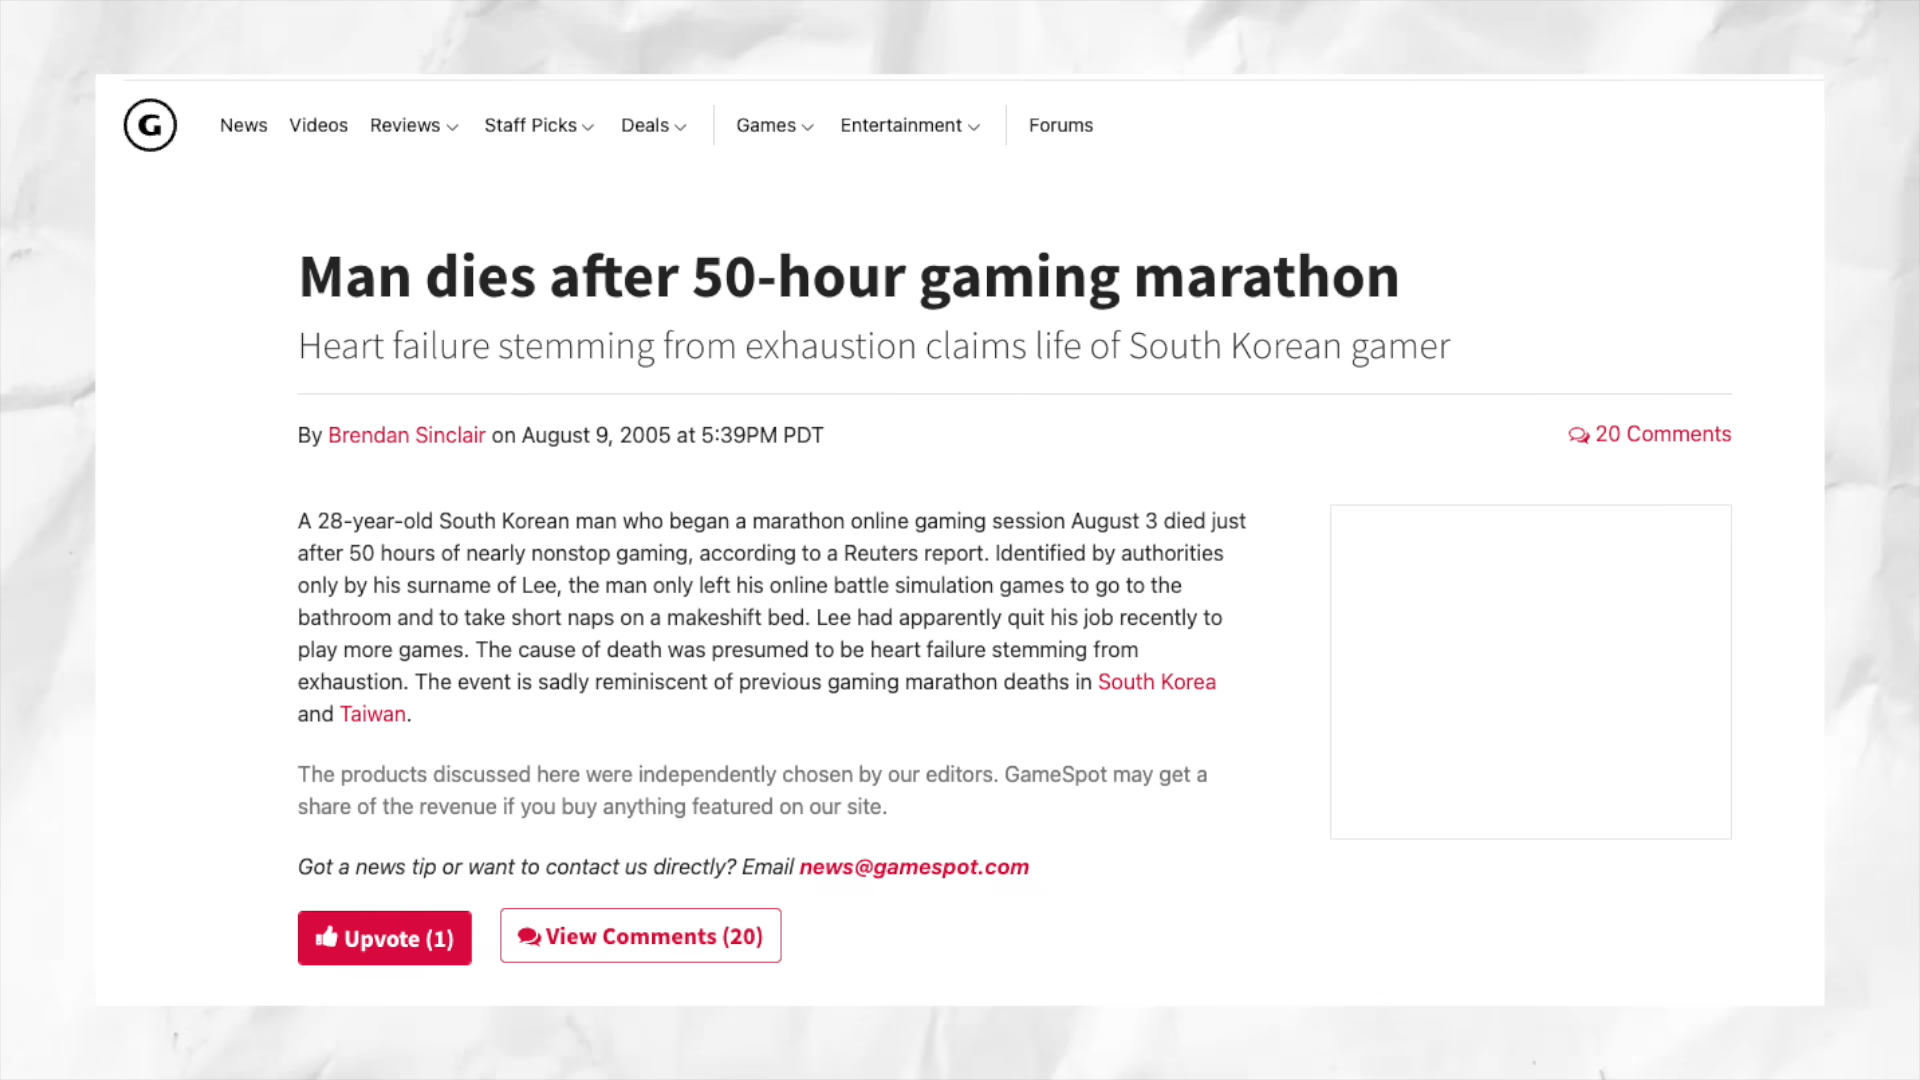 G
News Videos Reviews Staff Picks Deals Games Entertainment Forums
Man dies after 50-hour gaming marathon
Heart failure stemming from exhaustion claims life of South Korean gamer
By Brendan Sinclair on August 9, 2005 at 5:39PM PDT
20 Comments
A 28-year-old South Korean man who began a marathon online gaming session August 3 died just
after 50 hours of nearly nonstop gaming, according to a Reuters report. Identified by authorities
only by his surname of Lee, the man only left his online battle simulation games to go to the
bathroom and to take short naps on a makeshift bed. Lee had apparently quit his job recently to
play more games. The cause of death was presumed to be heart failure stemming from
exhaustion. The event is sadly reminiscent of previous gaming marathon deaths in South Korea
and Taiwan.
The products discussed here were independently chosen by our editors. GameSpot may get a
share of the revenue if you buy anything featured on our site.
Got a news tip or want to contact us directly? Email news@gamespot.com
Upvote (1)
View Comments (20)